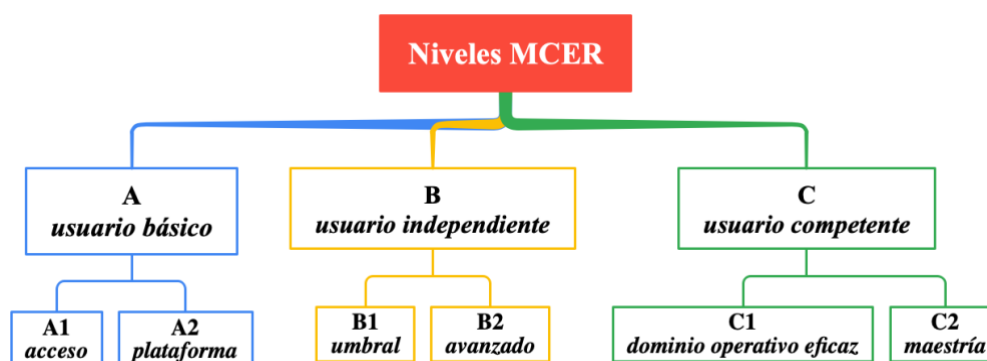 Niveles MCER
A
usuario básico
B
usuario independiente
C
usuario competente
A1
acceso
A2
plataforma
B1
umbral
B2
avanzado
C1
dominio operativo eficaz
C2
maestría